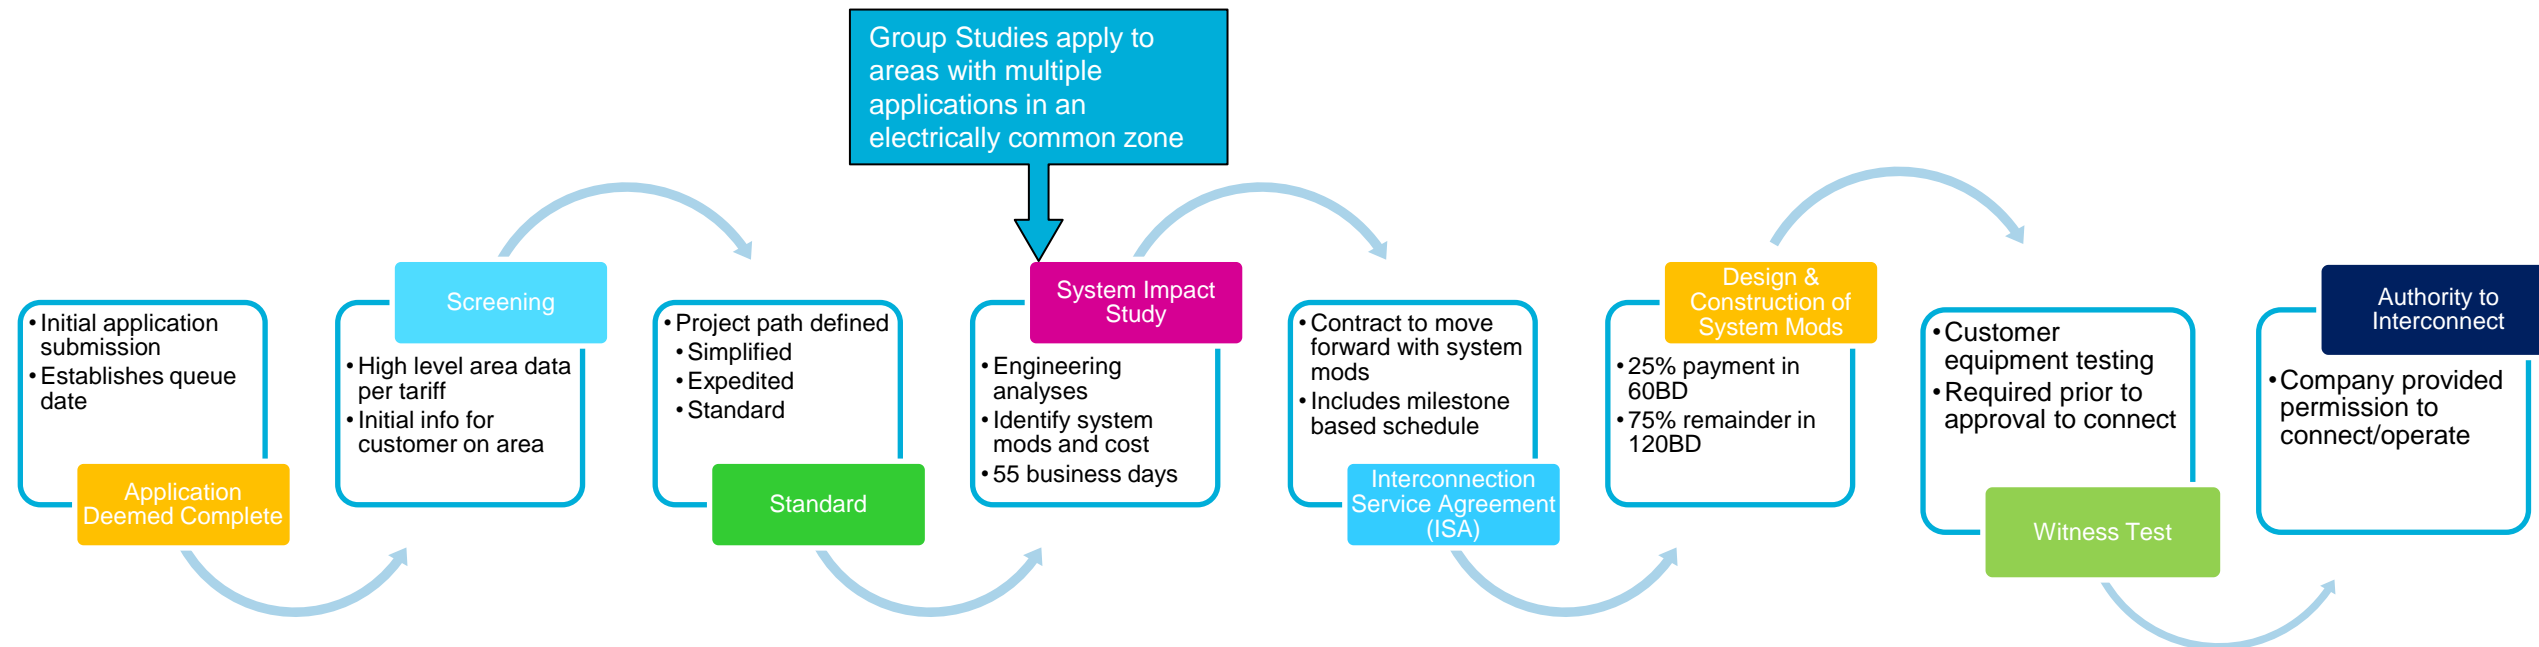 Group Studies apply to
areas with multiple
applications in an
electrically common zone
• Initial application
submission
• Establishes queue
date
Application
Deemed Complete
Screening
• High level area data
per tariff
• Initial info for
customer on area
• Project path defined
• Simplified
• Expedited
• Standard
Standard
System Impact
Study
• Engineering
analyses
• Identify system
mods and cost
• 55 business days
• Contract to move
forward with system
mods
• Includes milestone
based schedule
Interconnection
Service Agreement
(ISA)
Design &
Construction of
System Mods
• 25% payment in
60BD
• 75% remainder in
120BD
• Customer
equipment testing
• Required prior to
approval to connect
Witness Test
Authority to
Interconnect
• Company provided
permission to
connect/operate